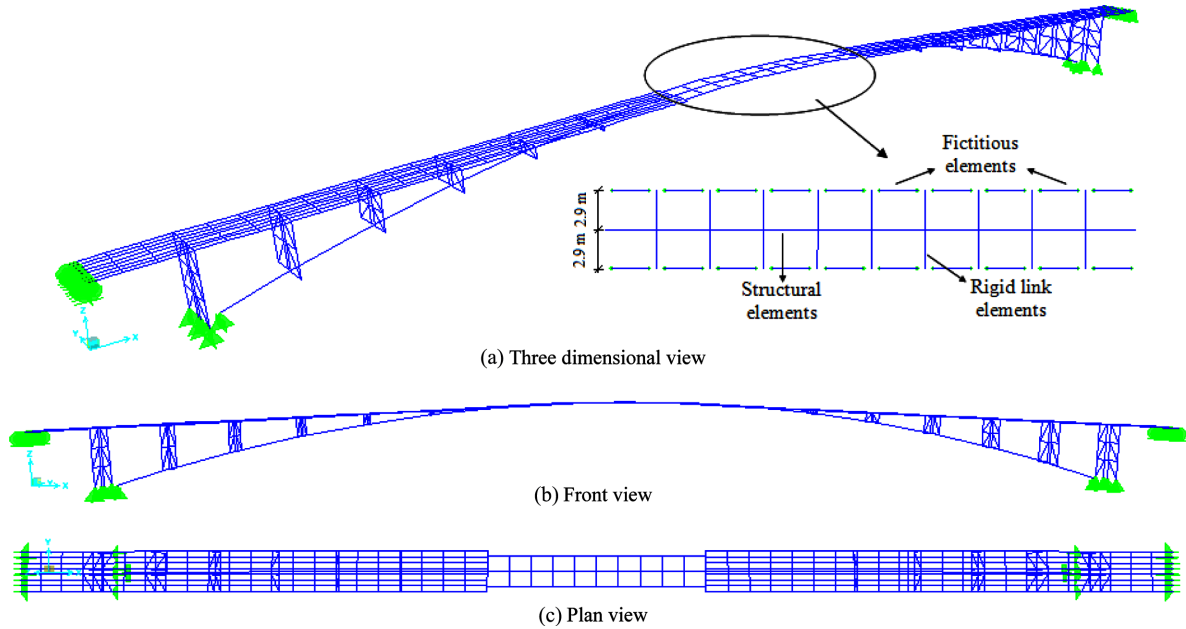 Fictitious
elements
2.9 m
2.9 m
Structural
elements
Rigid link
elements
Z
Y
X
(a) Three dimensional view
Z
Y
X
(b) Front view
Y
(c) Plan view